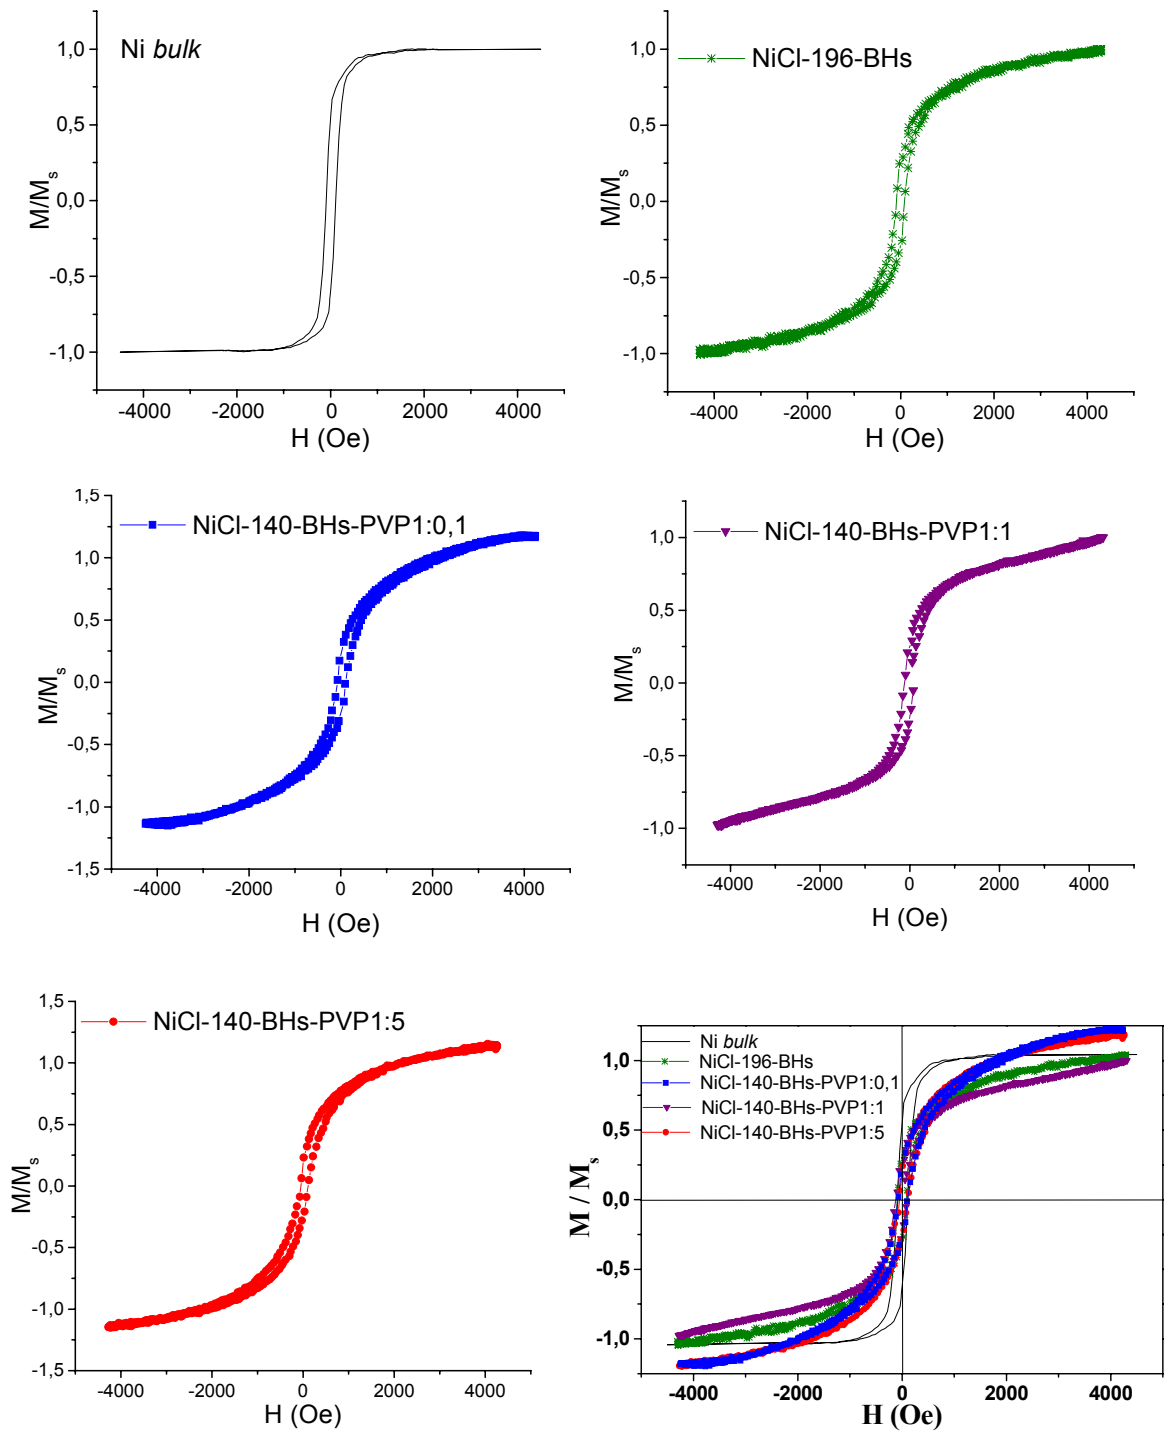 Ni bulk
1,0
0,5
0,0
-0,5
-1,0
M/Ms
-4000 -2000 0 2000 4000
H (Oe)
NiCl-196-BHs
1,0
0,5
0,0
-0,5
-1,0
M/Ms
-4000 -2000 0 2000 4000
H (Oe)
NiCl-140-BHs-PVP1:0,1
1,5
1,0
0,5
0,0
-0,5
-1,0
-1,5
M/Ms
-4000 -2000 0 2000 4000
H (Oe)
NiCl-140-BHs-PVP1:1
1,0
0,5
0,0
-0,5
-1,0
M/Ms
-4000 -2000 0 2000 4000
H (Oe)
NiCl-140-BHs-PVP1:5
1,5
1,0
0,5
0,0
-0,5
-1,0
-1,5
M/Ms
-4000 -2000 0 2000 4000
H (Oe)
Ni bulk
NiCl-196-BHs
NiCl-140-BHs-PVP1:0,1
NiCl-140-BHs-PVP1:1
NiCl-140-BHs-PVP1:5
1,0
0,5
0,0
-0,5
-1,0
M / Ms
-4000 -2000 0 2000 4000
H (Oe)